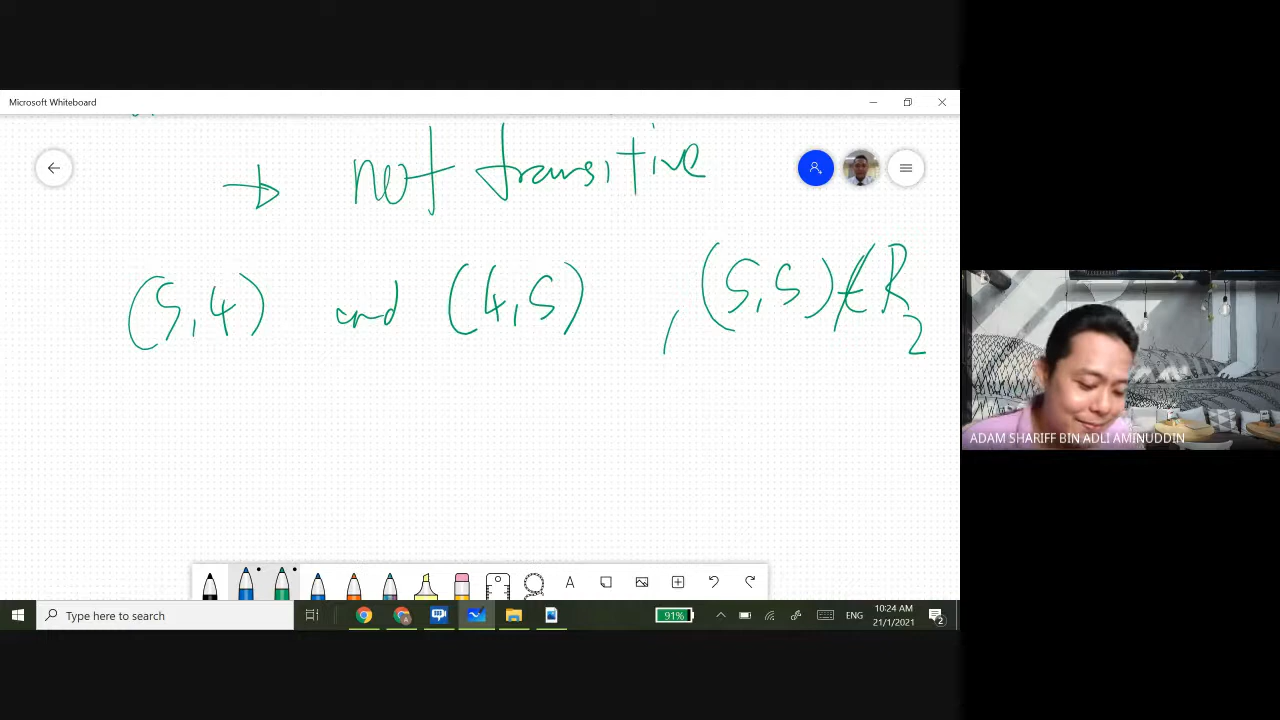 Microsoft Whiteboard
→ not transitive
(5,4) and (4,5) , (5,5) ∉ R₂
ADAM SHARIFF BIN ADLI AMINUDDIN
A
Type here to search
91%
ENG
10:24 AM
21/1/2021
2